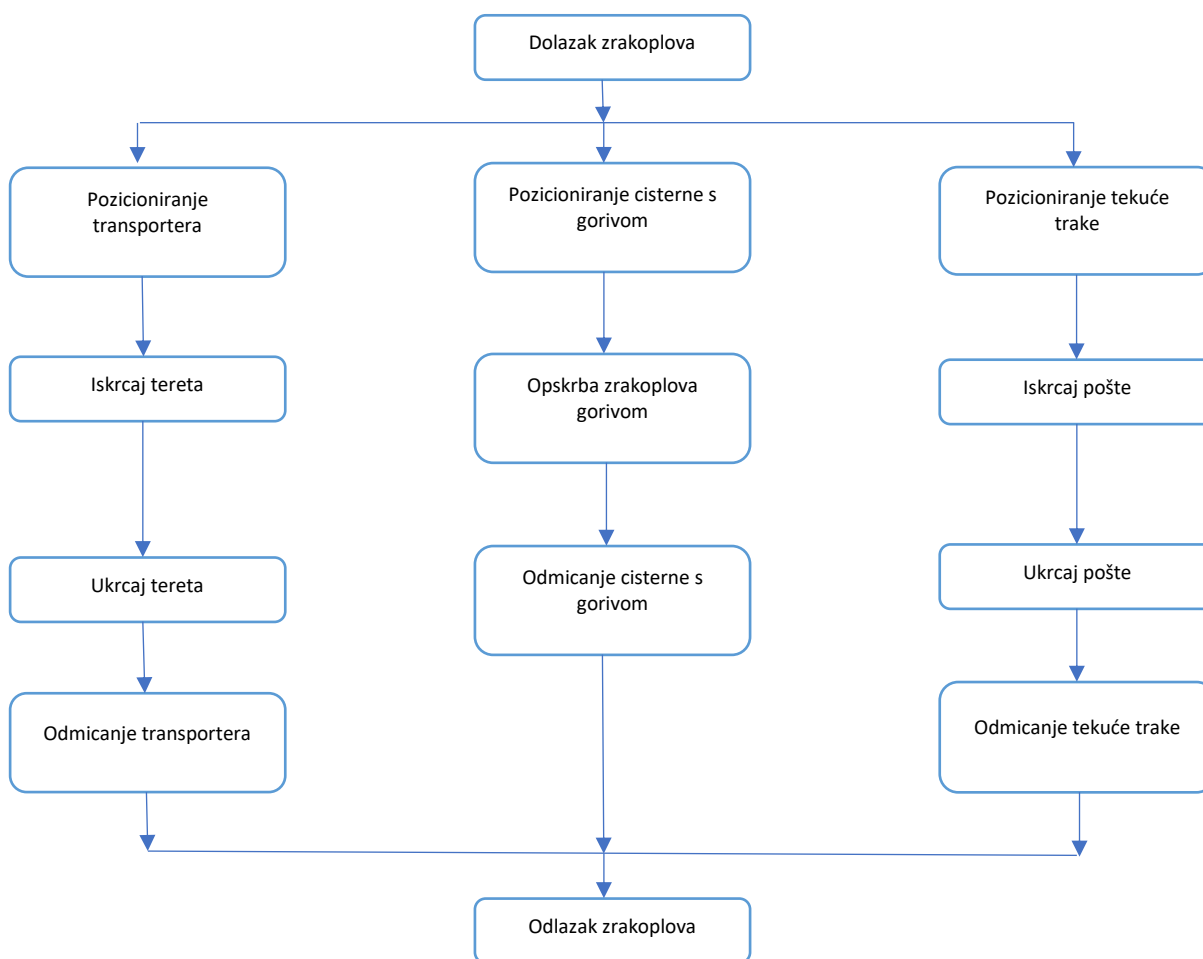 Dolazak zrakoplova
Pozicioniranje
transportera
Pozicioniranje cisterne s
gorivom
Pozicioniranje tekuće
trake
Iskrcaj tereta
Opskrba zrakoplova
gorivom
Iskrcaj pošte
Ukrcaj tereta
Odmicanje cisterne s
gorivom
Ukrcaj pošte
Odmicanje transportera
Odmicanje tekuće trake
Odlazak zrakoplova